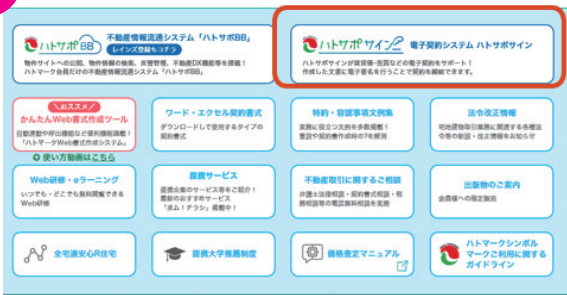 ハトサポBB
不動産情報流通システム「ハトサポBB」
レインズ登録もコチラ
物件サイトへの公開、物件情報の検索、反響管理、不動産DX機能等を搭載!
ハトマーク会員だけの不動産情報流通システム「ハトサポBB」
ハトサポサイン
電子契約システム ハトサポサイン
ハトサポサインが賃貸借・売買などの電子契約をサポート!
作成した文書に電子署名を行うことで契約を締結できます。
\おススメ/
かんたんWeb書式作成ツール
自動連動や呼出機能など便利機能満載!
「ハトマークWeb書式作成システム」
使い方動画はこちら
ワード・エクセル契約書式
ダウンロードして使用するタイプの
契約書式
特約・容認事項文例集
実務に役立つ文例を多数掲載!
重説や契約書作成時の?を解消
法令改正情報
宅地建物取引業務に関連する各種法
令等の新設・改正情報をお知らせ
Web研修・eラーニング
いつでも・どこでも無料閲覧できる
Web研修
提携サービス
提携企業のサービス等をご紹介!
最新のおすすめサービス
「求ム!チラシ」掲載中!
不動産取引に関するご相談
弁護士法律相談・契約書式相談・税
務相談等の電話無料相談を実施
出版物のご案内
会員様への限定販売
全宅連安心R住宅
提携大学推薦制度
価格査定マニュアル
ハトマークシンボル
マークご利用に関する
ガイドライン